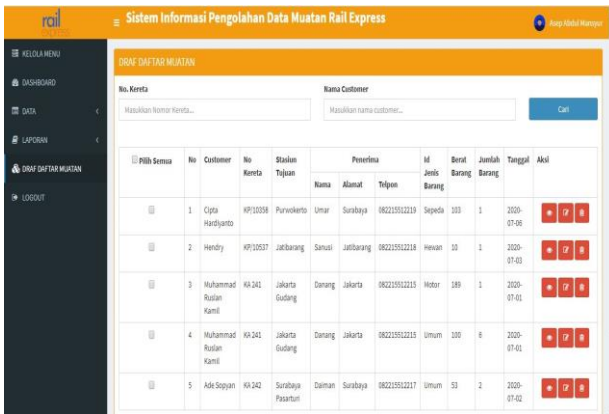 rail
express
Sistem Informasi Pengolahan Data Muatan Rail Express
Asep Abdul Mansyur
KELOLA MENU
DASHBOARD
DATA
LAPORAN
DRAF DAFTAR MUATAN
LOGOUT
DRAF DAFTAR MUATAN
No. Kereta
Nama Customer
Masukkan Nomor Kereta...
Masukkan nama customer...
Cari
Pilih Semua No Customer No Kereta Stasiun Tujuan Penerima Id Jenis Barang Berat Barang Jumlah Barang Tanggal Aksi
Nama Alamat Telpon
1 Cipta Hardiyanto KP/10358 Purwokerto Umar Surabaya 082215512219 Sepeda 103 1 2020-07-06
2 Hendry KP/10537 Jatibarang Sanusi Jatibarang 082215512218 Hewan 10 1 2020-07-03
3 Muhammad Ruslan Kamil KA 241 Jakarta Gudang Danang Jakarta 082215512215 Motor 189 1 2020-07-01
4 Muhammad Ruslan Kamil KA 241 Jakarta Gudang Danang Jakarta 082215512215 Umum 100 6 2020-07-01
5 Ade Sopyan KA 242 Surabaya Pasarturi Daiman Surabaya 082215512217 Umum 53 2 2020-07-02